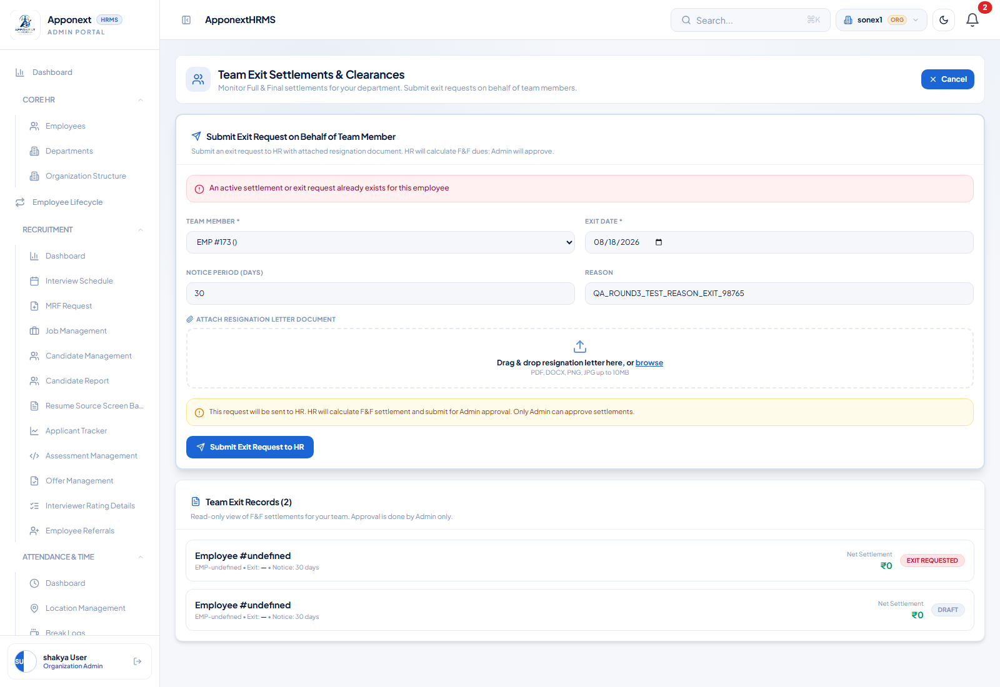 APPONEXT
HRMS
Apponext HRMS
ADMIN PORTAL
ApponextHRMS
Search...
⌘K
sonex1 ORG
2
Dashboard
CORE HR
Employees
Departments
Organization Structure
Employee Lifecycle
RECRUITMENT
Dashboard
Interview Schedule
MRF Request
Job Management
Candidate Management
Candidate Report
Resume Source Screen Ba...
Applicant Tracker
Assessment Management
Offer Management
Interviewer Rating Details
Employee Referrals
ATTENDANCE & TIME
Dashboard
Location Management
Break Logs
SU
shakya User
Organization Admin
Team Exit Settlements & Clearances
Monitor Full & Final settlements for your department. Submit exit requests on behalf of team members.
Cancel
Submit Exit Request on Behalf of Team Member
Submit an exit request to HR with attached resignation document. HR will calculate F&F dues; Admin will approve.
An active settlement or exit request already exists for this employee
TEAM MEMBER *
EXIT DATE *
EMP #173 ()
08/18/2026
NOTICE PERIOD (DAYS)
REASON
30
QA_ROUND3_TEST_REASON_EXIT_98765
ATTACH RESIGNATION LETTER DOCUMENT
Drag & drop resignation letter here, or browse
PDF, DOCX, PNG, JPG up to 10MB
This request will be sent to HR. HR will calculate F&F settlement and submit for Admin approval. Only Admin can approve settlements.
Submit Exit Request to HR
Team Exit Records (2)
Read-only view of F&F settlements for your team. Approval is done by Admin only.
Employee #undefined
EMP-undefined • Exit: — • Notice: 30 days
Net Settlement
₹0
EXIT REQUESTED
Employee #undefined
EMP-undefined • Exit: — • Notice: 30 days
Net Settlement
₹0
DRAFT